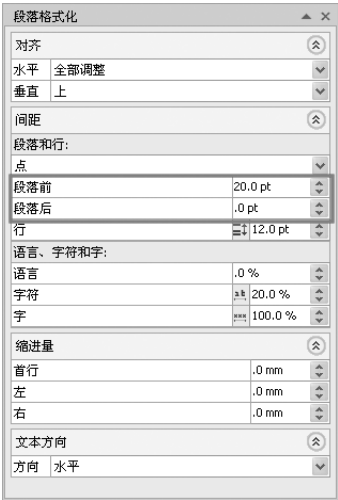 段落格式化
对齐
水平 全部调整
垂直 上
间距
段落和行:
点
段落前 20.0 pt
段落后 .0 pt
行 12.0 pt
语言、字符和字:
语言 .0 %
字符 20.0 %
字 100.0 %
缩进量
首行 .0 mm
左 .0 mm
右 .0 mm
文本方向
方向 水平